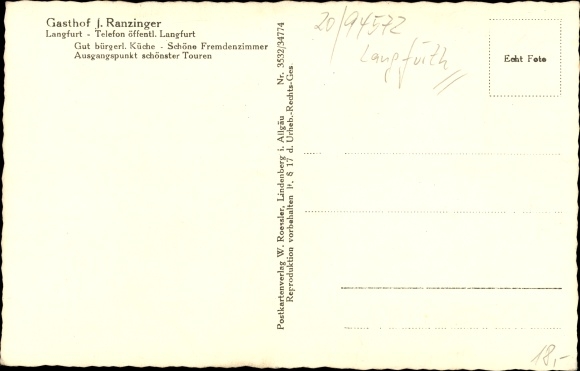 Gasthof J. Ranzinger
Langfurt - Telefon öffentl. Langfurt
Gut bürgerl. Küche - Schöne Fremdenzimmer
Ausgangspunkt schönster Touren
Postkartenverlag W. Roessler, Lindenberg i. Allgäu Nr. 3532/34774
Reproduktion vorbehalten lt. § 17 d. Urheb.-Rechts-Ges
20/94572
Langfurth
Echt Foto
18,-